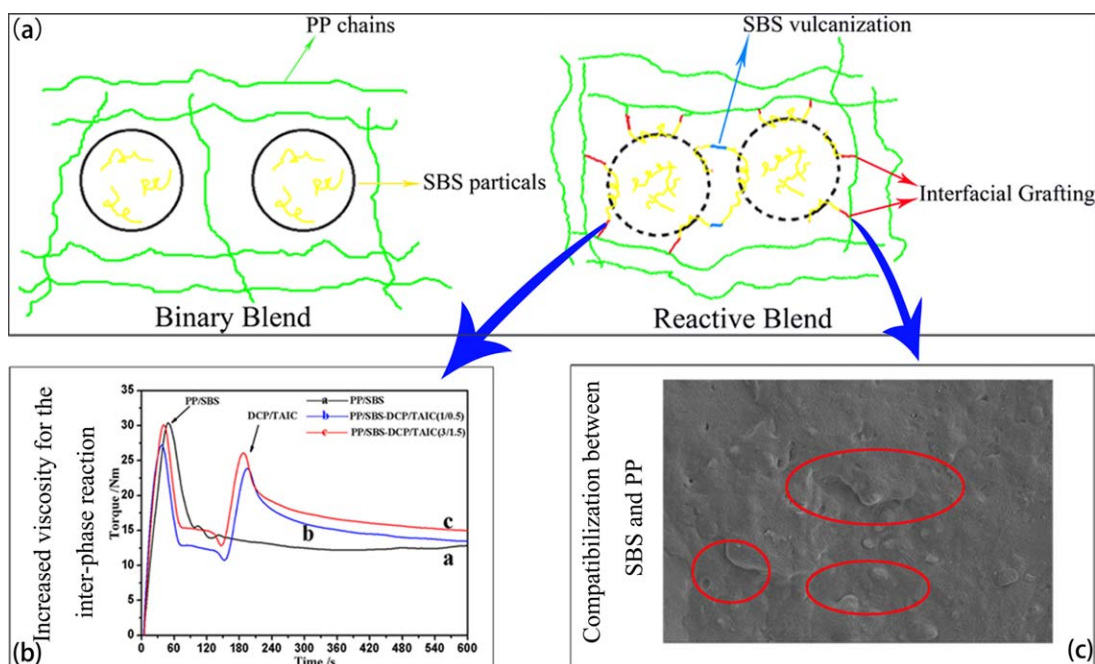 (a)
PP chains
SBS particals
Binary Blend
SBS vulcanization
Interfacial Grafting
Reactive Blend
Increased viscosity for the
inter-phase reaction
Torque /Nm
35
30
25
20
15
10
5
0
PP/SBS
DCP/TAIC
a PP/SBS
b PP/SBS-DCP/TAIC(1/0.5)
c PP/SBS-DCP/TAIC(3/1.5)
c
b
a
0 60 120 180 240 300 360 420 480 540 600
Time /s
(b)
Compatibilization between
SBS and PP
(c)